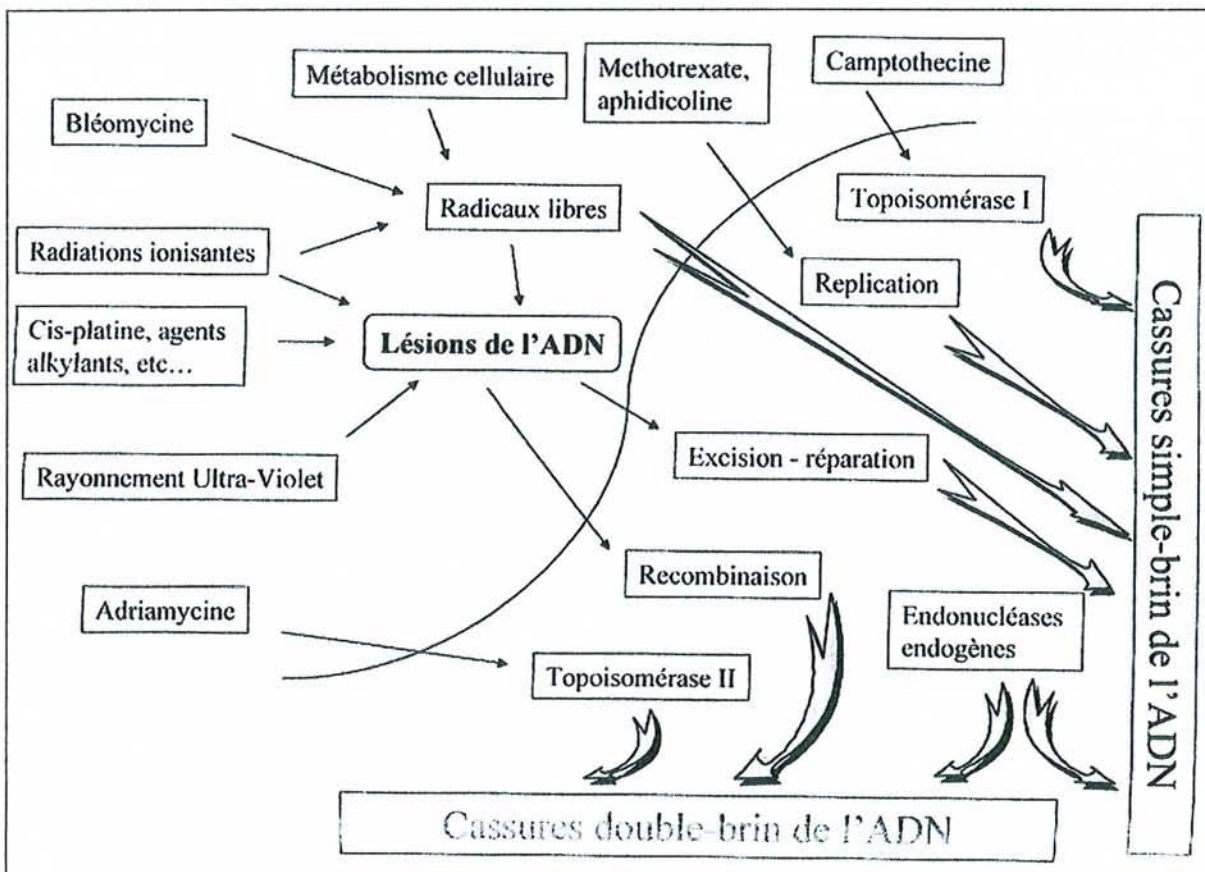 Métabolisme cellulaire
Methotrexate,
aphidicoline
Camptothecine
Bléomycine
Radicaux libres
Topoisomérase I
Radiations ionisantes
Replication
Cis-platine, agents
alkylants, etc...
Lésions de l'ADN
Rayonnement Ultra-Violet
Excision - réparation
Recombinaison
Adriamycine
Endonucléases
endogènes
Topoisomérase II
Cassures simple-brin de l'ADN
Cassures double-brin de l'ADN